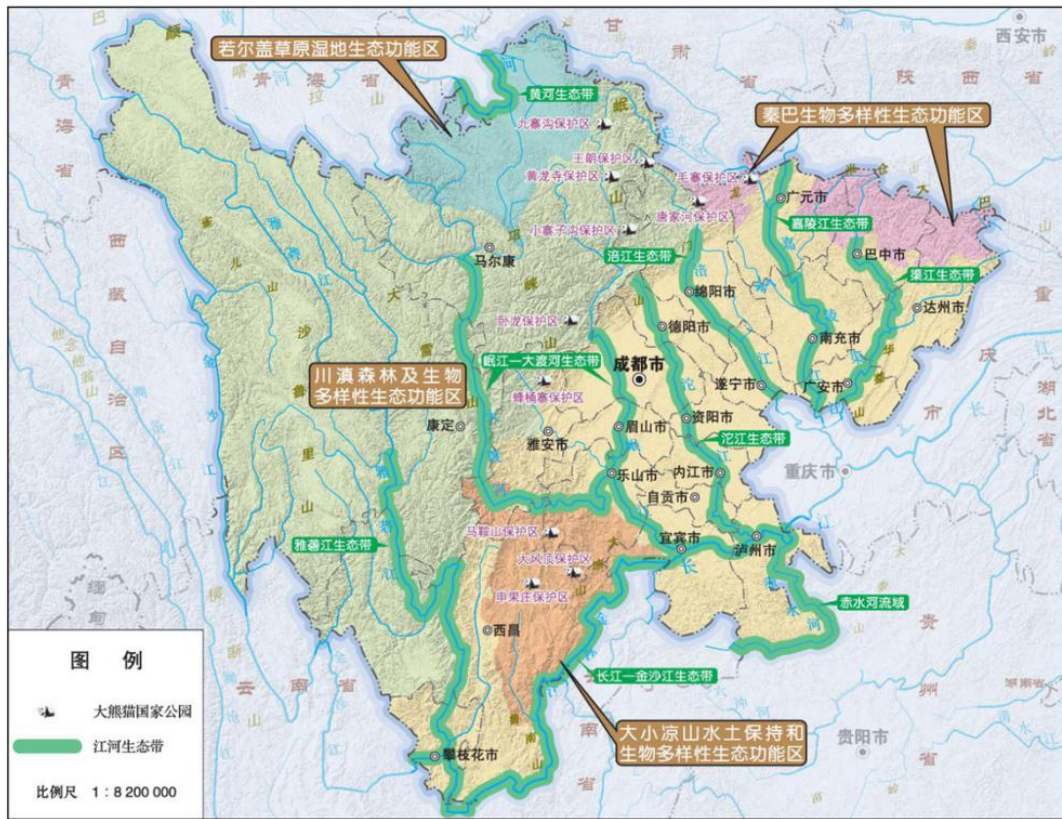 西安市
甘
肃
省
陕
西
省
青
海
省
青
海
省
若尔盖草原湿地生态功能区
黄河生态带
九寨沟保护区
王朗保护区
黄龙寺保护区
毛寨保护区
唐家河保护区
小寨子沟保护区
秦巴生物多样性生态功能区
广元市
嘉陵江生态带
涪江生态带
巴中市
渠江生态带
达州市
马尔康
绵阳市
德阳市
南充市
卧龙保护区
成都市
岷江—大渡河生态带
遂宁市
广安市
川滇森林及生物
多样性生态功能区
蜂桶寨保护区
康定
雅安市
眉山市
资阳市
沱江生态带
重庆市
乐山市
内江市
自贡市
马鞍山保护区
雅砻江生态带
大风顶保护区
申果庄保护区
宜宾市
泸州市
赤水河流域
西昌
长江—金沙江生态带
大小凉山水土保持和
生物多样性生态功能区
攀枝花市
贵阳市
西
藏
自
治
区
缅
甸
云
南
省
重
庆
市
湖
北
省
贵
州
省
湖南省
图 例
大熊猫国家公园
江河生态带
比例尺 1：8 200 000